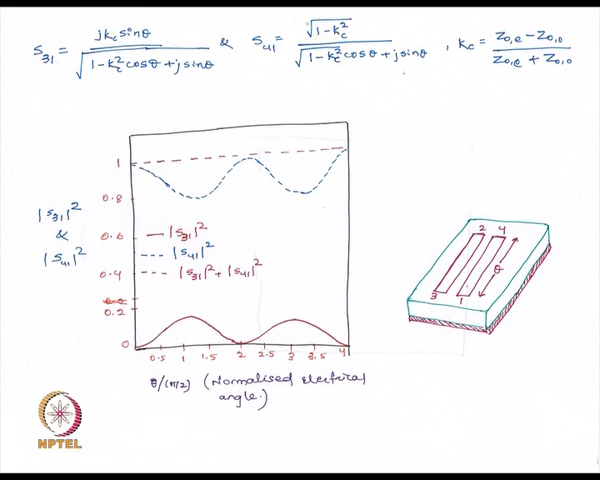 S31 = jkc sinθ / √1-kc² cosθ + j sinθ & S41 = √1-kc² / √1-kc² cosθ + j sinθ , Kc = Z0,e - Z0,0 / Z0,e + Z0,0
1
0.8
|S31|²
&
|S41|²
0.6
0.4
0.2
0.2
0
— |S31|²
--- |S41|²
--- |S31|² + |S41|²
0.5 1 1.5 2 2.5 3 3.5 4
θ/(π/2) (Normalised electrical
angle.)
2 4
θ
3 1
NPTEL